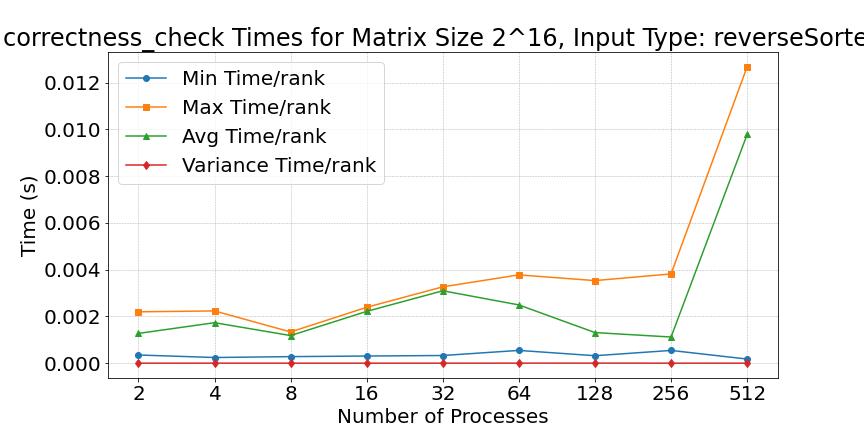 correctness_check Times for Matrix Size 2^16, Input Type: reverseSorte
Min Time/rank
Max Time/rank
Avg Time/rank
Variance Time/rank
Time (s)
0.012
0.010
0.008
0.006
0.004
0.002
0.000
2 4 8 16 32 64 128 256 512
Number of Processes